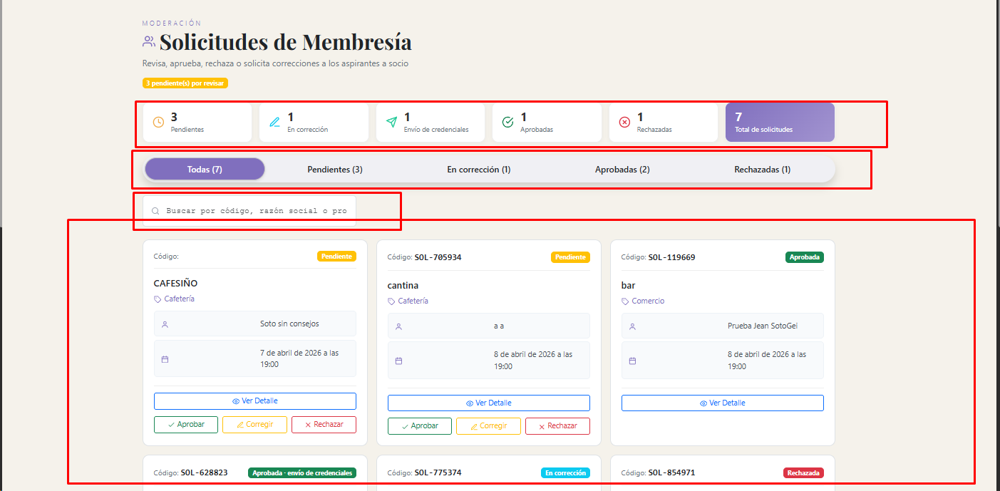 MODERACIÓN
Solicitudes de Membresía
Revisa, aprueba, rechaza o solicita correcciones a los aspirantes a socio
3 pendiente(s) por revisar
3
Pendientes
1
En corrección
1
Envío de credenciales
1
Aprobadas
1
Rechazadas
7
Total de solicitudes
Todas (7)
Pendientes (3)
En corrección (1)
Aprobadas (2)
Rechazadas (1)
Buscar por código, razón social o pro
Código:
Pendiente
CAFESIÑO
Cafetería
Soto sin consejos
7 de abril de 2026 a las
19:00
Ver Detalle
Aprobar
Corregir
Rechazar
Código: SOL-705934
Pendiente
cantina
Cafetería
a a
8 de abril de 2026 a las
19:00
Ver Detalle
Aprobar
Corregir
Rechazar
Código: SOL-119669
Aprobada
bar
Comercio
Prueba Jean SotoGei
8 de abril de 2026 a las
19:00
Ver Detalle
Código: SOL-628823
Aprobada · envío de credenciales
Código: SOL-775374
En corrección
Código: SOL-854971
Rechazada